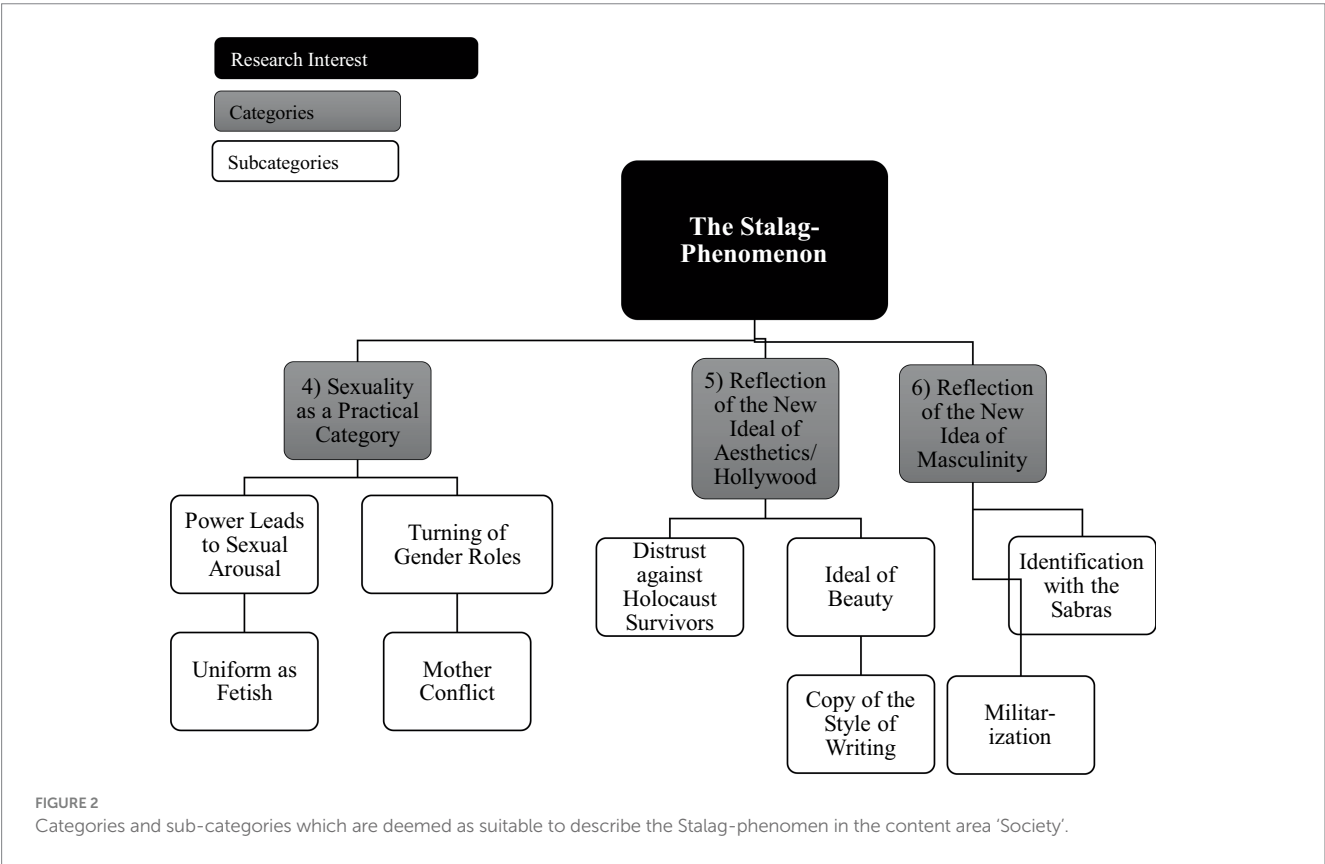 Research Interest
Categories
Subcategories
The Stalag-
Phenomenon
4) Sexuality
as a Practical
Category
5) Reflection
of the New
Ideal of
Aesthetics/
Hollywood
6) Reflection
of the New
Idea of
Masculinity
Power Leads
to Sexual
Arousal
Turning of
Gender Roles
Distrust
against
Holocaust
Survivors
Ideal of
Beauty
Identification
with the
Sabras
Uniform as
Fetish
Mother
Conflict
Copy of the
Style of
Writing
Militar-
ization
FIGURE 2
Categories and sub-categories which are deemed as suitable to describe the Stalag-phenomen in the content area ‘Society’.